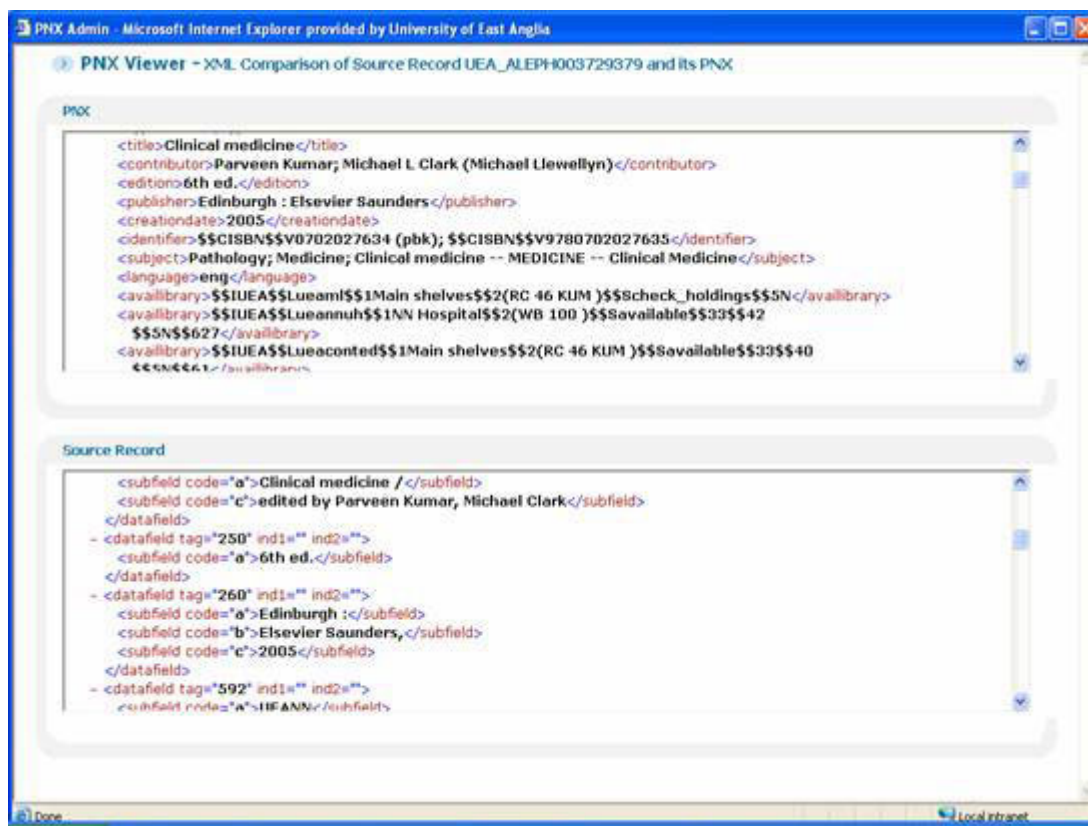 PNX Admin - Microsoft Internet Explorer provided by University of East Anglia
PNX Viewer - XML Comparison of Source Record UEA_ALEPH003729379 and its PNX
PNX
<title>Clinical medicine</title>
<contributor>Parveen Kumar; Michael L Clark (Michael Llewellyn)</contributor>
<edition>6th ed.</edition>
<publisher>Edinburgh : Elsevier Saunders</publisher>
<creationdate>2005</creationdate>
<identifier>$$CISBN$$V0702027634 (pbk); $$CISBN$$V9780702027635</identifier>
<subject>Pathology; Medicine; Clinical medicine -- MEDICINE -- Clinical Medicine</subject>
<language>eng</language>
<availlibrary>$$IUEA$$Lueaml$$1Main shelves$$2(RC 46 KUM )$$Scheck_holdings$$5N</availlibrary>
<availlibrary>$$IUEA$$Lueannuh$$1NN Hospital$$2(WB 100 )$$Savailable$$33$$42
$$5N$$627</availlibrary>
<availlibrary>$$IUEA$$Lueaconted$$1Main shelves$$2(RC 46 KUM )$$Savailable$$33$$40
$$5N$$61</availlibrary>
Source Record
<subfield code="a">Clinical medicine /</subfield>
<subfield code="c">edited by Parveen Kumar, Michael Clark</subfield>
</datafield>
- <datafield tag="250" ind1="" ind2="">
<subfield code="a">6th ed.</subfield>
</datafield>
- <datafield tag="260" ind1="" ind2="">
<subfield code="a">Edinburgh :</subfield>
<subfield code="b">Elsevier Saunders,</subfield>
<subfield code="c">2005</subfield>
</datafield>
- <datafield tag="592" ind1="" ind2="">
<subfield code="a">UEANN</subfield>
Done
Local intranet